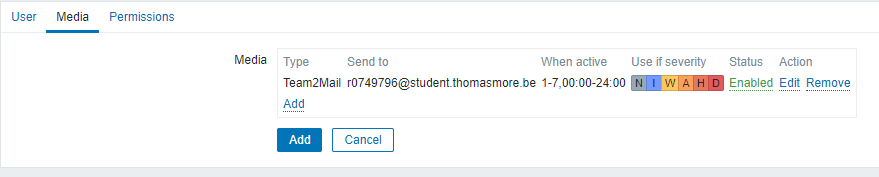 User Media Permissions
Media Type Send to When active Use if severity Status Action
Team2Mail r0749796@student.thomasmore.be 1-7,00:00-24:00 N I W A H D Enabled Edit Remove
Add
Add Cancel